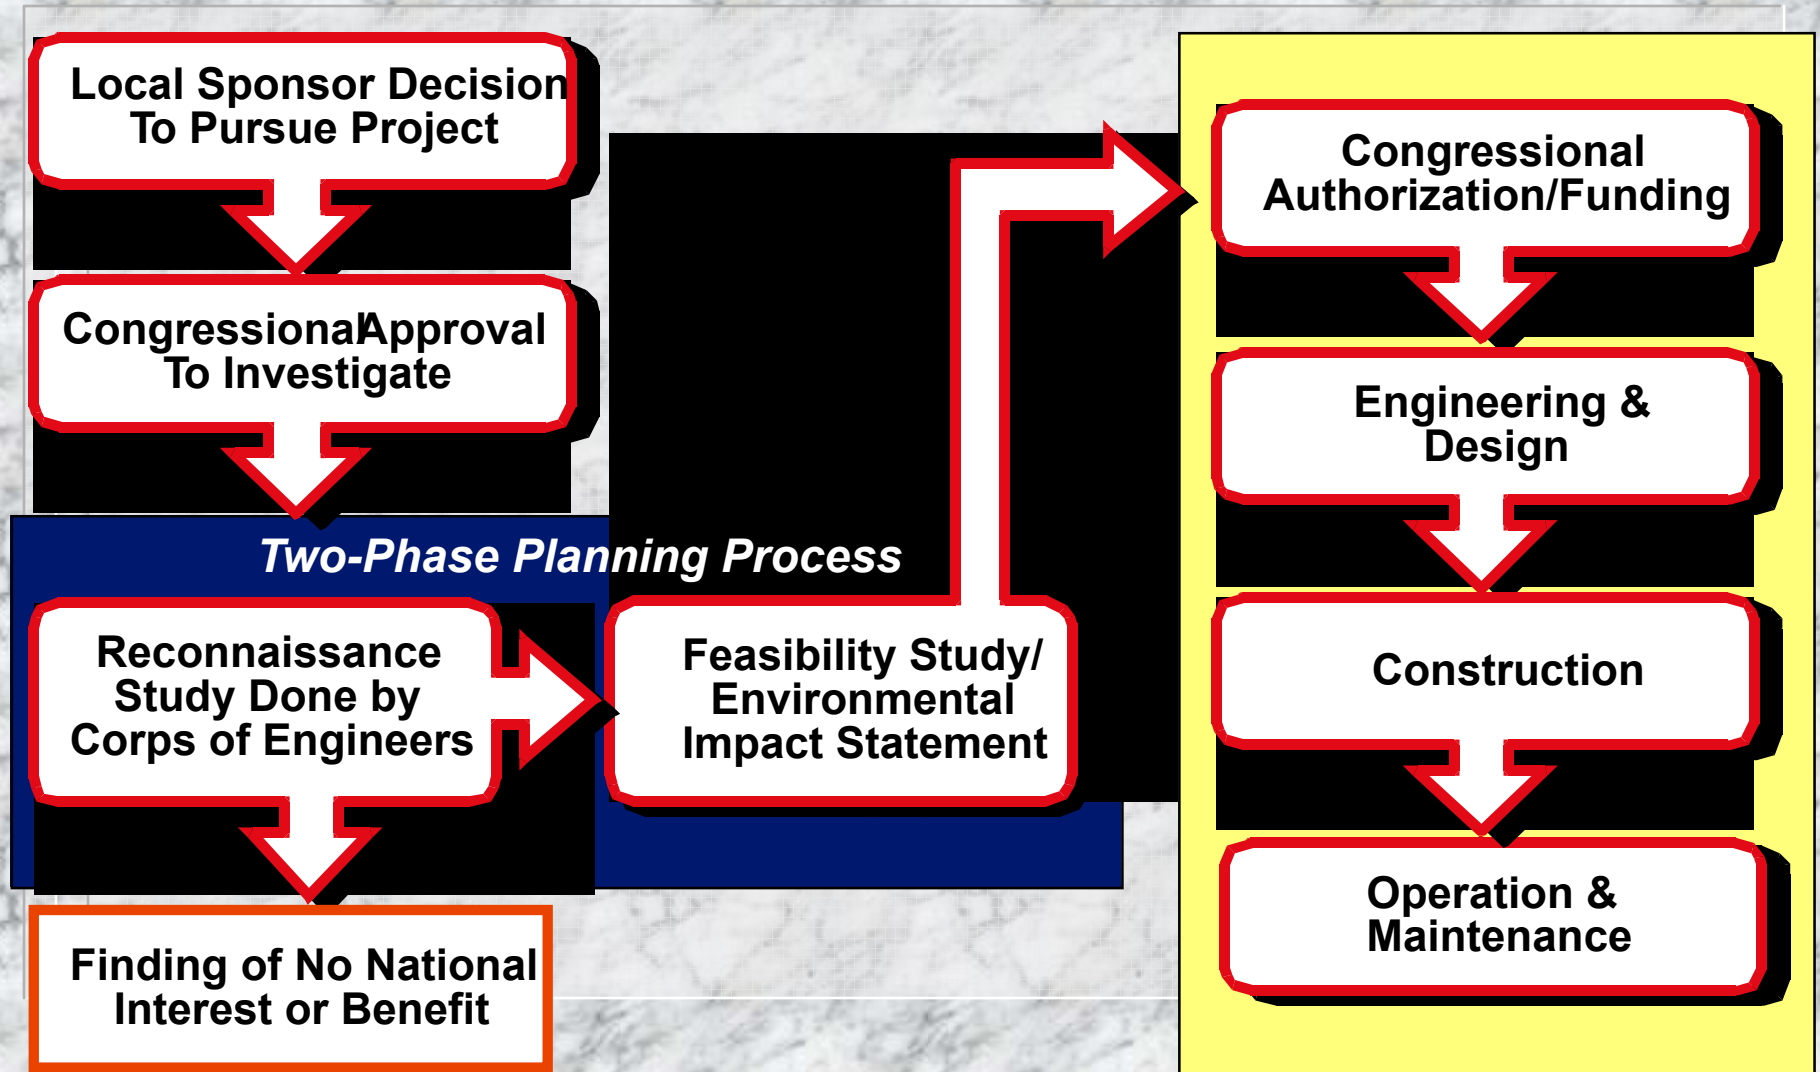 Local Sponsor Decision
To Pursue Project
Congressional Approval
To Investigate
Two-Phase Planning Process
Reconnaissance
Study Done by
Corps of Engineers
Feasibility Study/
Environmental
Impact Statement
Finding of No National
Interest or Benefit
Congressional
Authorization/Funding
Engineering &
Design
Construction
Operation &
Maintenance